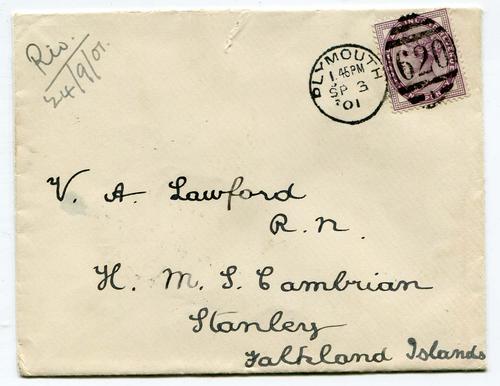 Rio.
24/9/01.
PLYMOUTH
1.45PM
SP 3
'01
620
V. A. Lawford
R. N.
H. M. S. Cambrian
Stanley
Falkland Islands